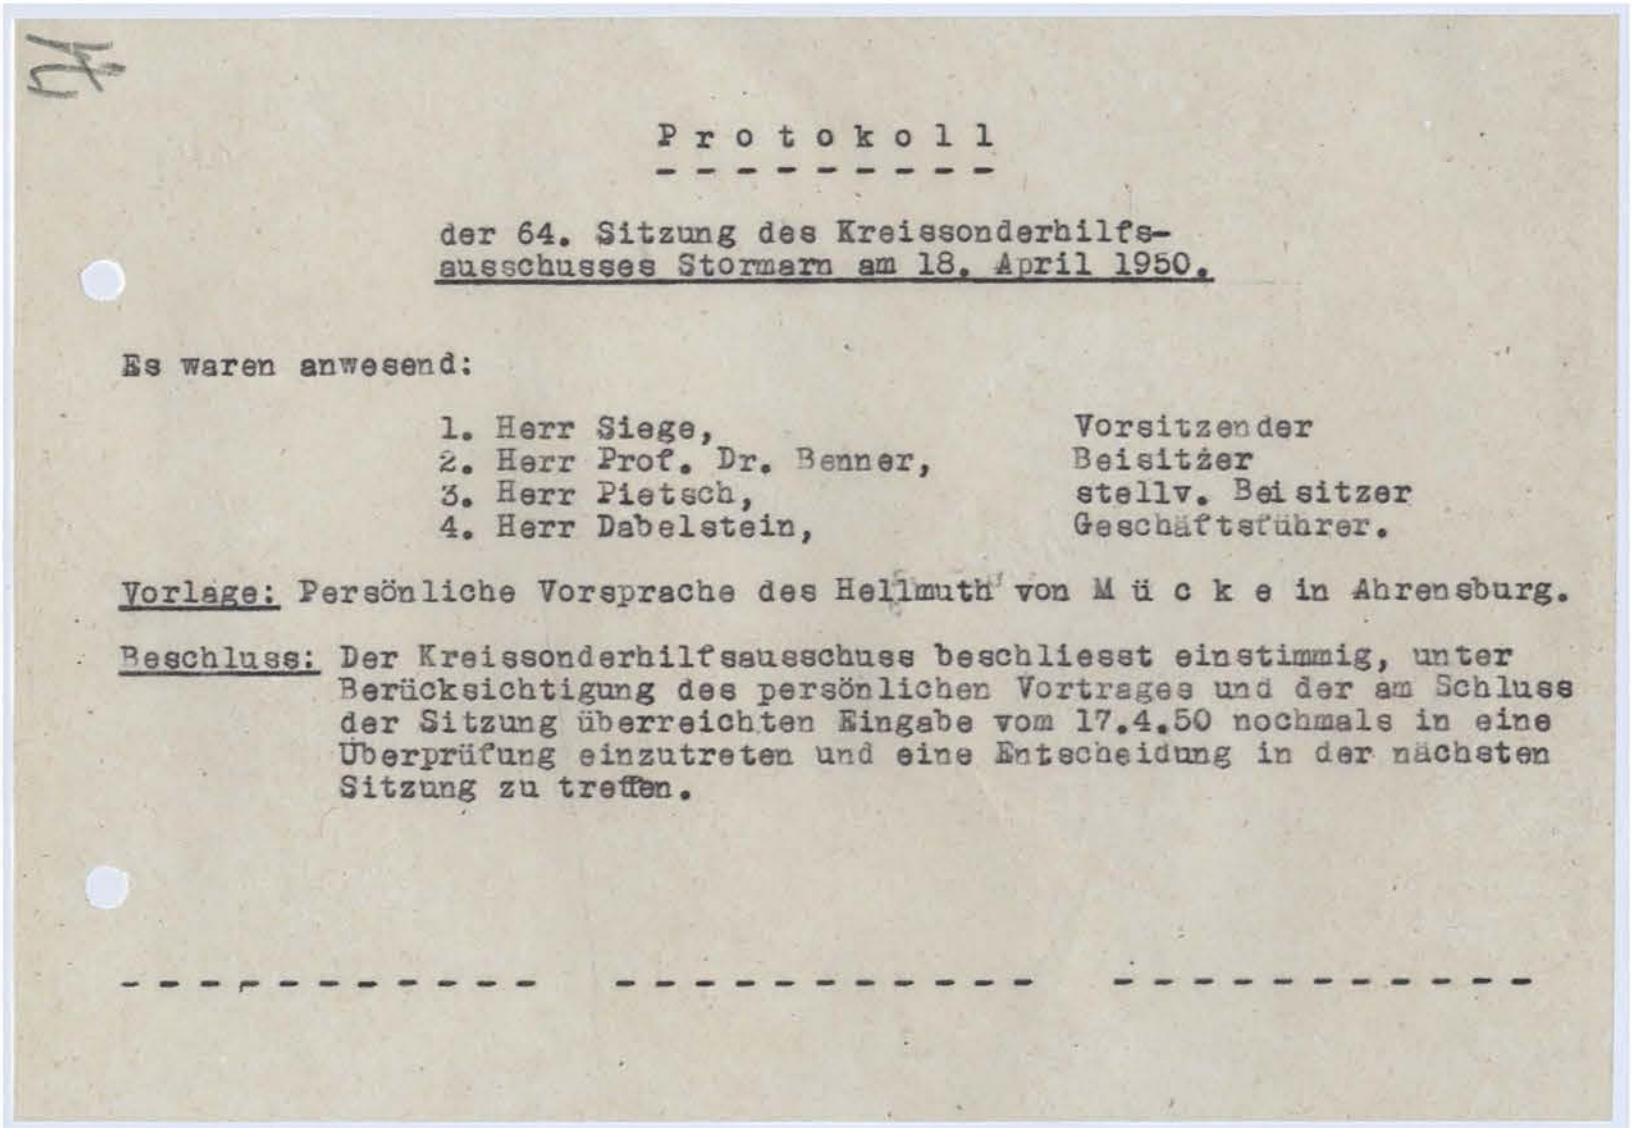 P r o t o k o l l
- - - - - - - - -
der 64. Sitzung des Kreissonderhilfs-
ausschusses Stormarn am 18. April 1950.
Es waren anwesend:
1. Herr Siege, Vorsitzender
2. Herr Prof. Dr. Benner, Beisitzer
3. Herr Pietsch, stellv. Beisitzer
4. Herr Dabelstein, Geschäftsführer.
Vorlage: Persönliche Vorsprache des Hellmuth von M ü c k e in Ahrensburg.
Beschluss: Der Kreissonderhilfsausschuss beschliesst einstimmig, unter
Berücksichtigung des persönlichen Vortrages und der am Schluss
der Sitzung überreichten Eingabe vom 17.4.50 nochmals in eine
Überprüfung einzutreten und eine Entscheidung in der nächsten
Sitzung zu treffen.
- - - - - - - - - - - - - - - - - - - - - - - - - - - - - - - - -